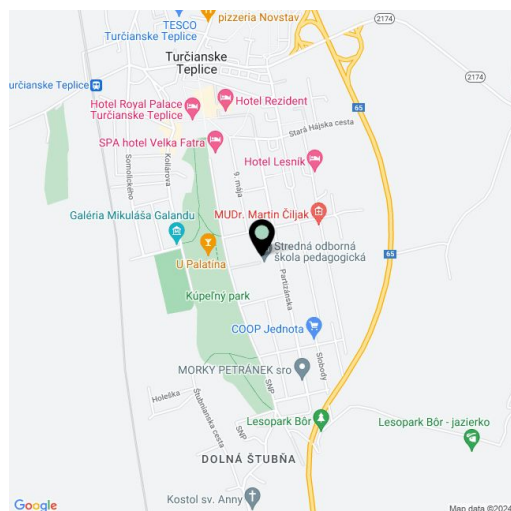 pizzeria Novstav
2174
TESCO
Turčianske Teplice
Turčianske
Teplice
2174
určianske Teplice
Hotel Royal Palace
Turčianske Teplice
Hotel Rezident
65
Stará Hájska cesta
SPA hotel Velka Fatra
Somolického
Kollárova
9. mája
Hotel Lesník
Galéria Mikuláša Galandu
MUDr. Martin Čiljak
U Palatína
Stredná odborná
škola pedagogická
65
Partizánska
Kúpeľný park
COOP Jednota
MORKY PETRÁNEK sro
Slobody
SNP
Holeška
Štubnianska cesta
Lesopark Bôr
Lesopark Bôr - jazierko
SNP
DOLNÁ ŠTUBŇA
Kostol sv. Anny
Google
Map data ©2024